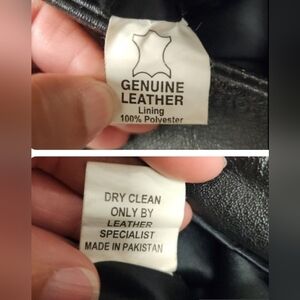 GENUINE
LEATHER
Lining
100% Polyester
DRY CLEAN
ONLY BY
LEATHER
SPECIALIST
MADE IN PAKISTAN